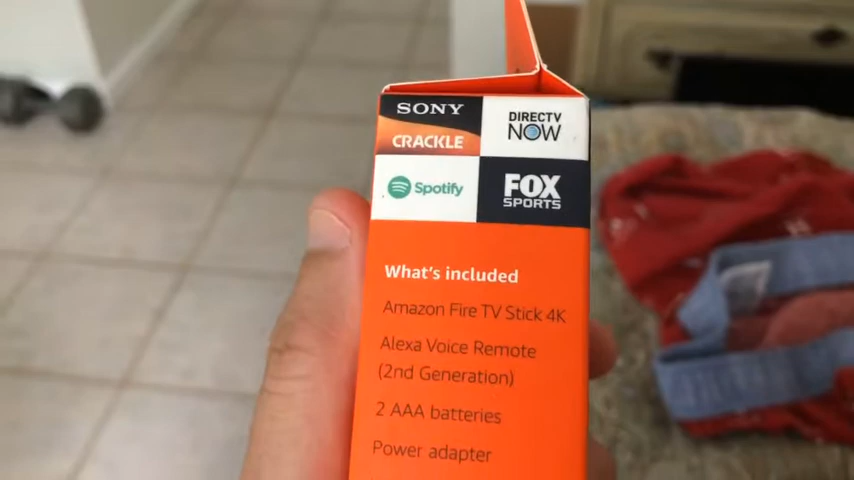 SONY
CRACKLE
DIRECTV
NOW
Spotify
FOX
SPORTS
What's included
Amazon Fire TV Stick 4K
Alexa Voice Remote
(2nd Generation)
2 AAA batteries
Power adapter